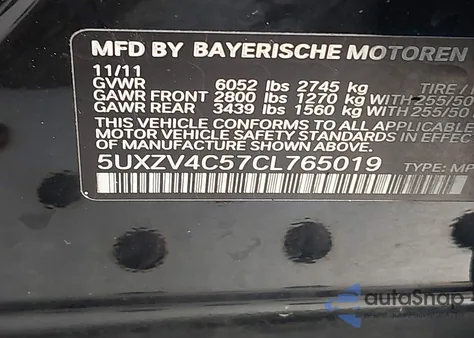 MFD BY BAYERISCHE MOTOREN
11/11 TIRE /
GVWR 6052 lbs 2745 kg
GAWR FRONT 2800 lbs 1270 kg WITH 255/50
GAWR REAR 3439 lbs 1560 kg WITH 255/50
THIS VEHICLE CONFORMS TO ALL APPLICABLE
MOTOR VEHICLE SAFETY STANDARDS IN EFFECT
MANUFACTURE SHOWN ABOVE.
5UXZV4C57CL765019 TYPE: MP
autoSnap